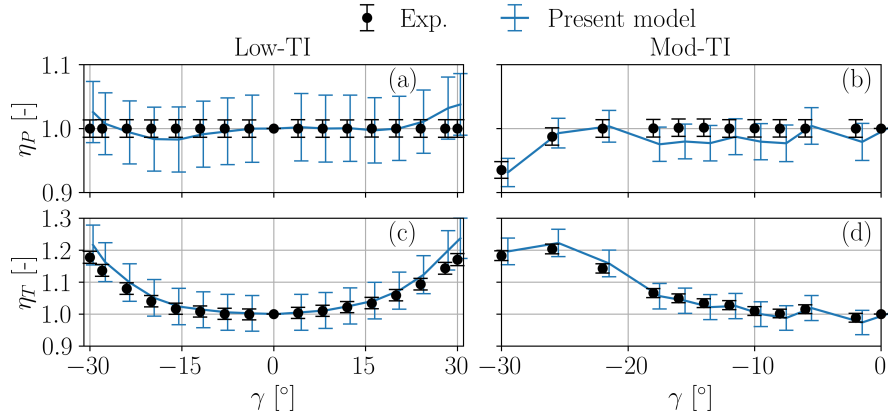 Exp. Present model
Low-TI Mod-TI
(a) (b)
η_P [-]
1.1
1.0
0.9
(c) (d)
η_T [-]
1.3
1.2
1.1
1.0
0.9
−30 −15 0 15 30 −30 −20 −10 0
γ [°] γ [°]